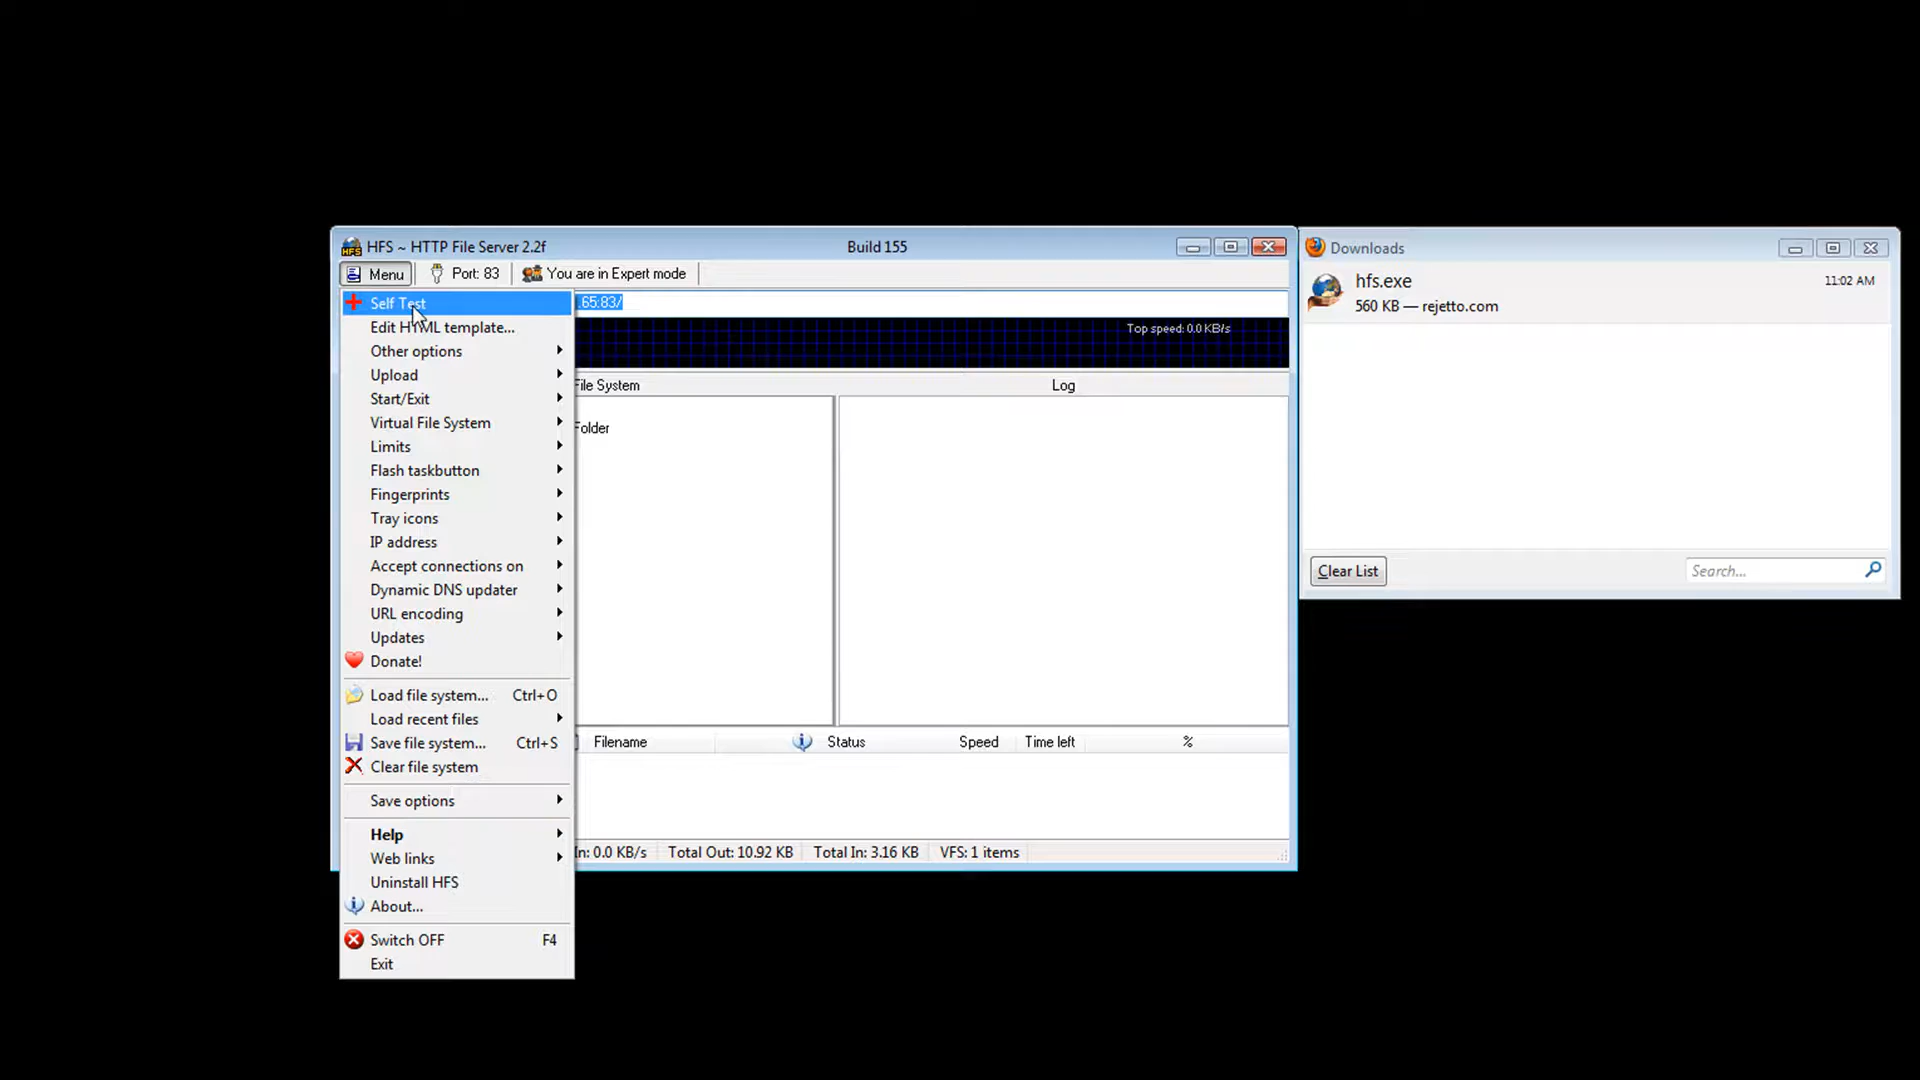 HFS ~ HTTP File Server 2.2f
Build 155
Menu
Port: 83
You are in Expert mode
.65:83/
Top speed: 0.0 KB/s
File System
Log
Folder
Self Test
Edit HTML template...
Other options
Upload
Start/Exit
Virtual File System
Limits
Flash taskbutton
Fingerprints
Tray icons
IP address
Accept connections on
Dynamic DNS updater
URL encoding
Updates
Donate!
Load file system... Ctrl+O
Load recent files
Save file system... Ctrl+S
Clear file system
Save options
Help
Web links
Uninstall HFS
About...
Switch OFF F4
Exit
Filename
Status
Speed
Time left
%
In: 0.0 KB/s
Total Out: 10.92 KB
Total In: 3.16 KB
VFS: 1 items
Downloads
hfs.exe
11:02 AM
560 KB — rejetto.com
Clear List
Search...